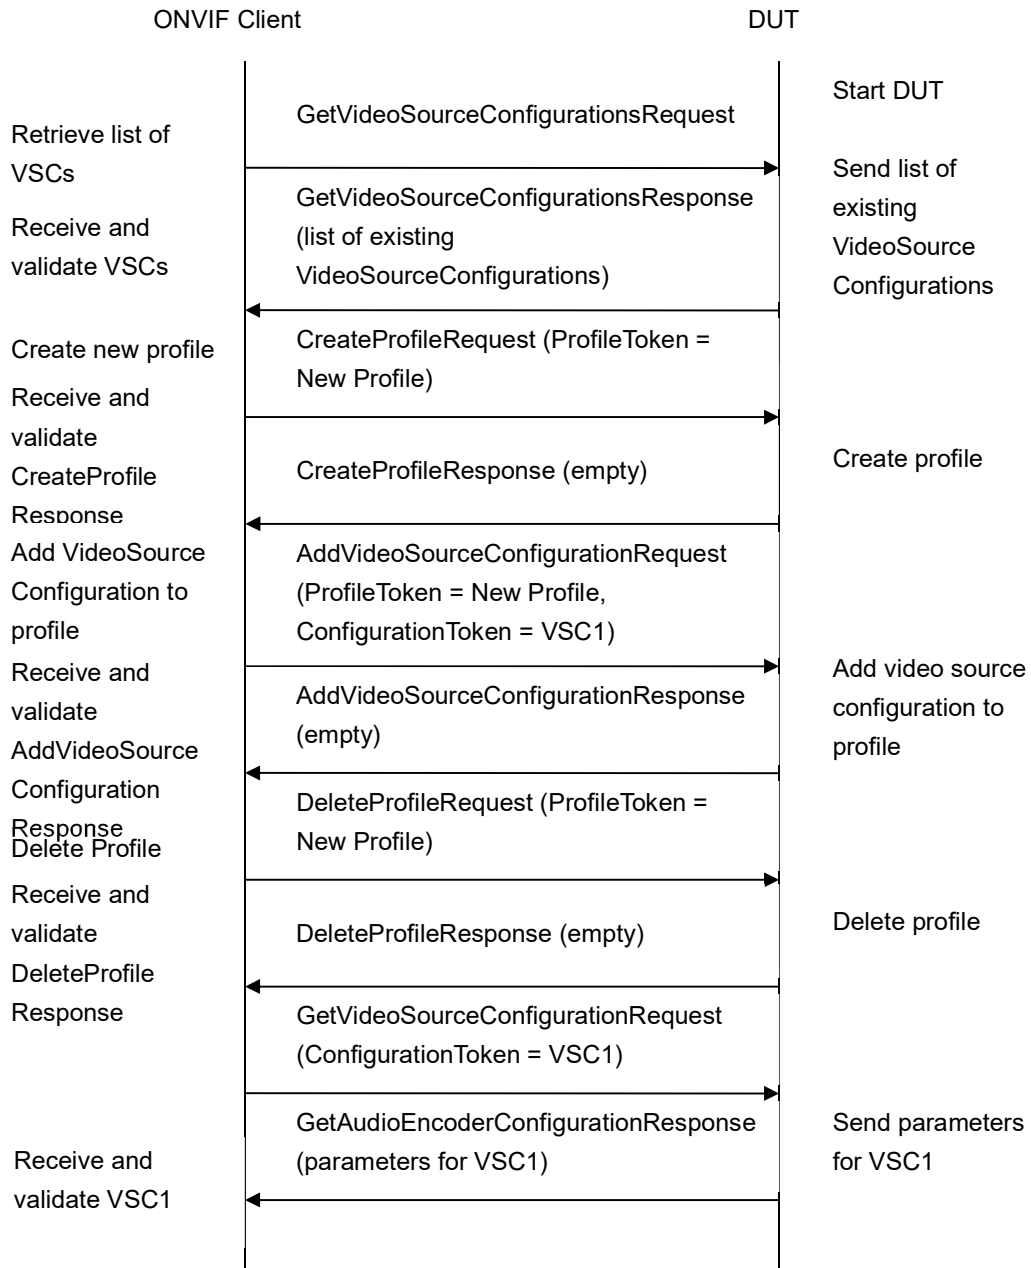 ONVIF Client
DUT
Start DUT
GetVideoSourceConfigurationsRequest
Retrieve list of
VSCs
Send list of
existing
VideoSource
Configurations
GetVideoSourceConfigurationsResponse
(list of existing
VideoSourceConfigurations)
Receive and
validate VSCs
Create new profile
CreateProfileRequest (ProfileToken =
New Profile)
Receive and
validate
CreateProfile
Response
CreateProfileResponse (empty)
Create profile
Add VideoSource
Configuration to
profile
AddVideoSourceConfigurationRequest
(ProfileToken = New Profile,
ConfigurationToken = VSC1)
Add video source
configuration to
profile
Receive and
validate
AddVideoSource
Configuration
Response
AddVideoSourceConfigurationResponse
(empty)
Delete Profile
DeleteProfileRequest (ProfileToken =
New Profile)
Receive and
validate
DeleteProfile
Response
DeleteProfileResponse (empty)
Delete profile
GetVideoSourceConfigurationRequest
(ConfigurationToken = VSC1)
GetAudioEncoderConfigurationResponse
(parameters for VSC1)
Send parameters
for VSC1
Receive and
validate VSC1